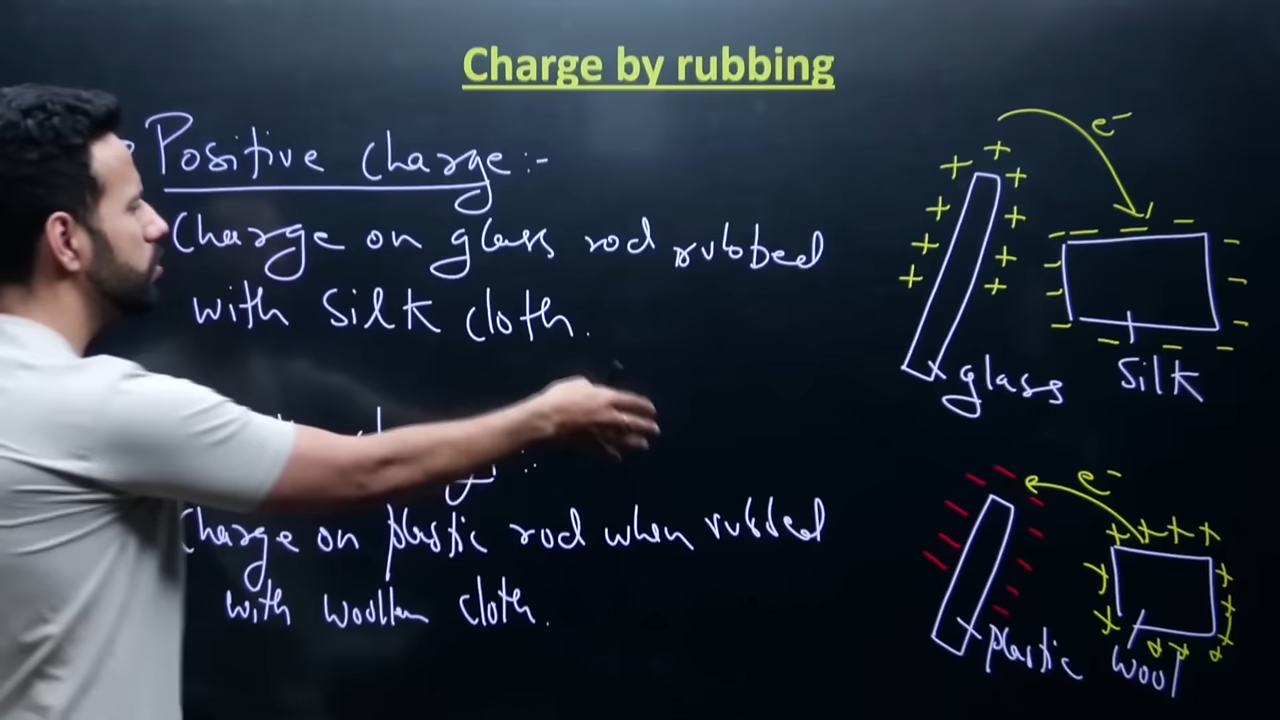 Charge by rubbing
Positive charge:-
Charge on glass rod rubbed
with Silk cloth.
Charge on plastic rod when rubbed
with woollen cloth.
e-
+ + + + + + + + + +
glass
Silk
e-
plastic
wool